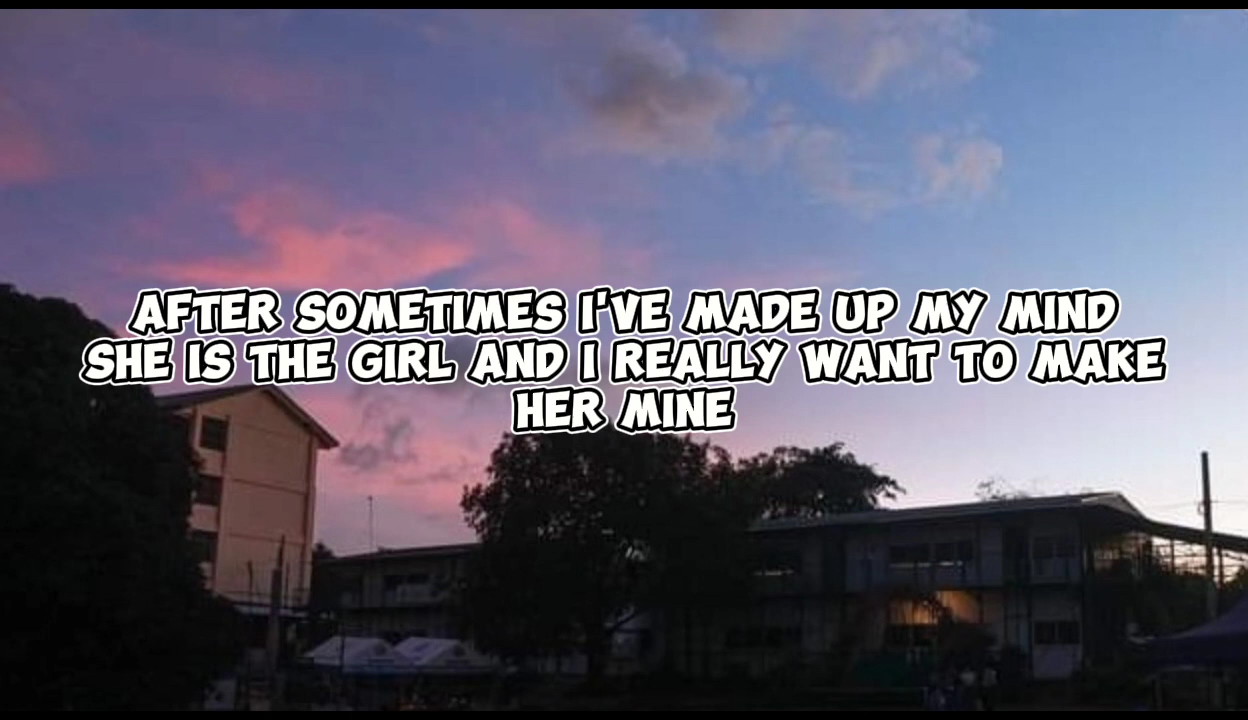 AFTER SOMETIMES I'VE MADE UP MY MIND
SHE IS THE GIRL AND I REALLY WANT TO MAKE
HER MINE